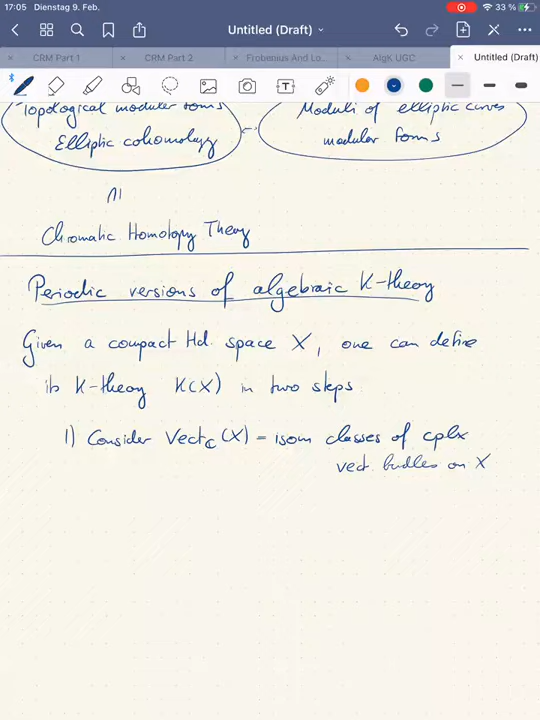 17:05 Dienstag 9. Feb.
33 %
Untitled (Draft)
CRM Part 1
CRM Part 2
Frobenius And Lo...
AlgK UGC
Untitled (Draft)
Topological modular forms
Moduli of elliptic curves
Elliptic cohomology
modular forms
Chromatic Homotopy Theory
Periodic versions of algebraic K-theory
Given a compact Hd. space X, one can define
its K-theory K(X) in two steps
1) Consider Vect_C (X) = isom classes of cplx
vect. bundles on X